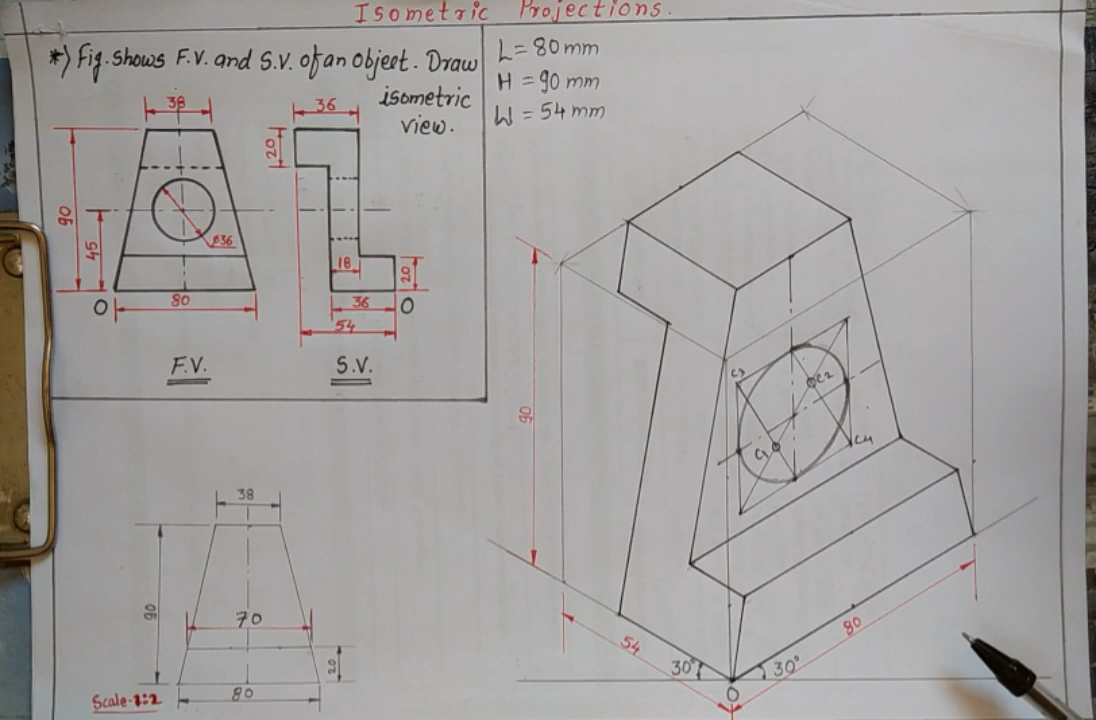 Isometric Projections.
*) Fig. shows F.V. and S.V. of an object. Draw
isometric
view.
L = 80 mm
H = 90 mm
W = 54 mm
38
36
20
90
45
ø36
18
20
O
80
36
O
54
F.V.
S.V.
38
90
70
20
80
Scale-1:2
90
C3
C2
C1
C4
54
80
30°
30°
O